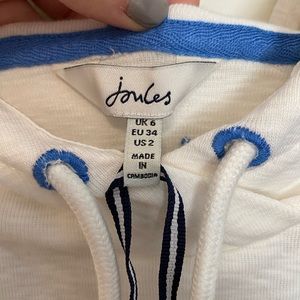 Joules
UK 6
EU 34
US 2
MADE
IN
CAMBODIA